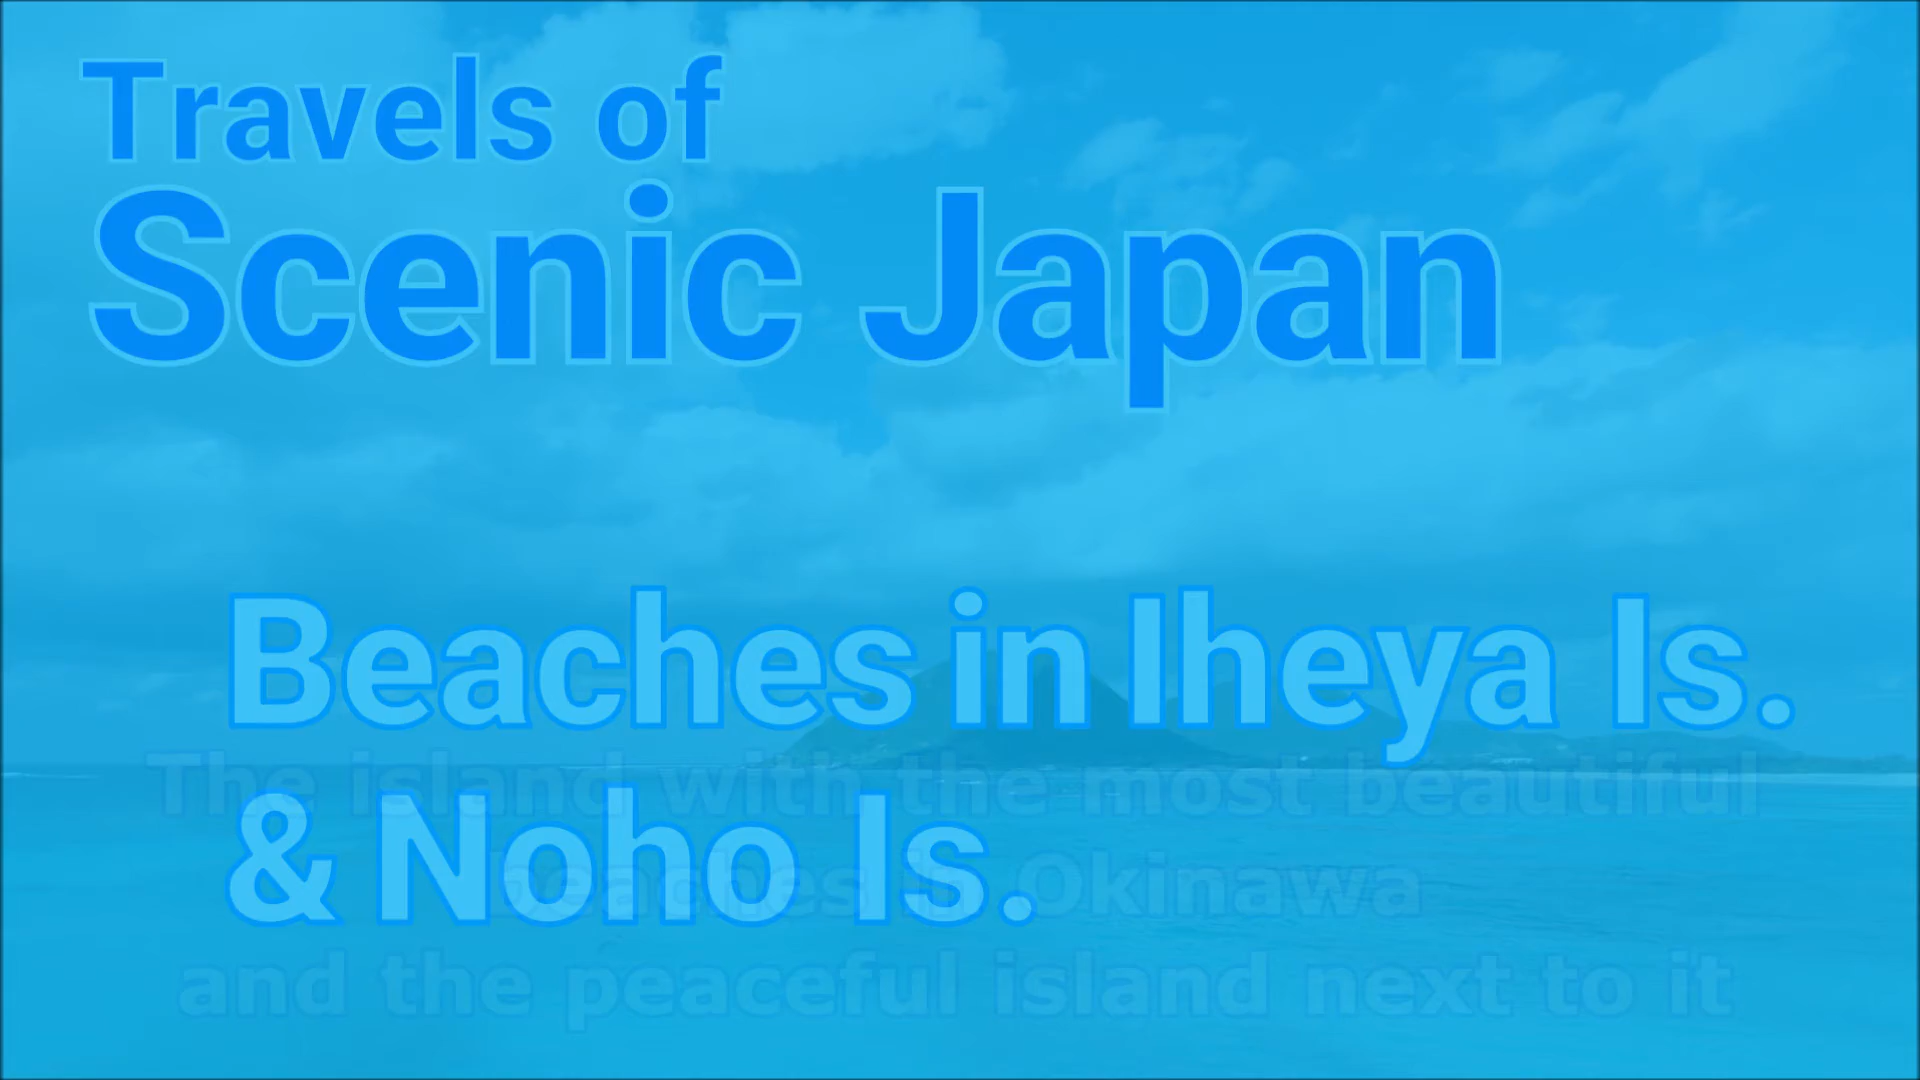 Travels of
Scenic Japan
Beaches in Iheya Is.
The island with the most beautiful
& Noho Is.
beaches in Okinawa
and the peaceful island next to it